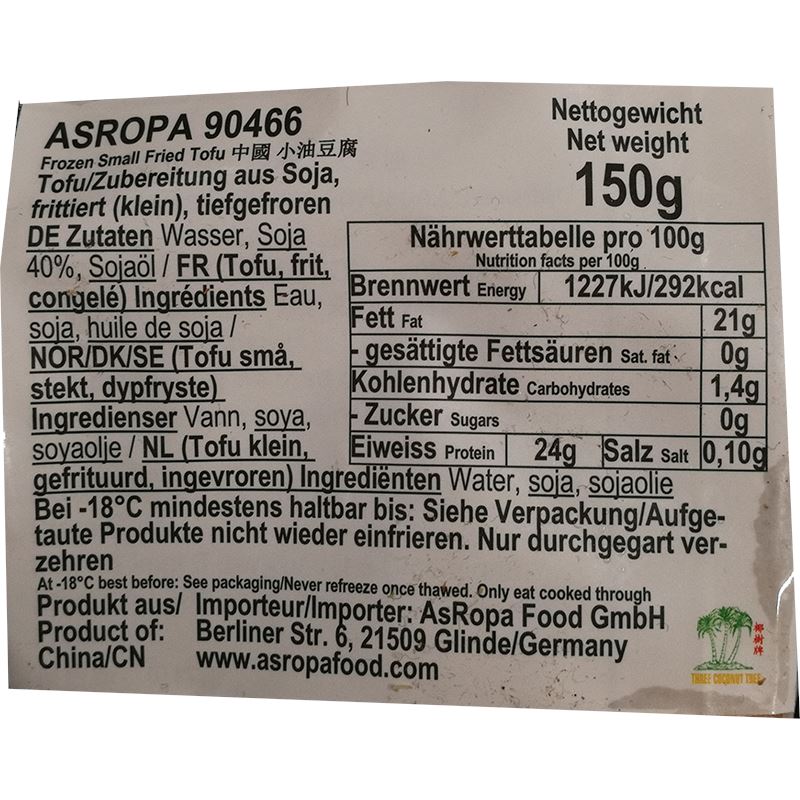 ASROPA 90466
Frozen Small Fried Tofu 中國 小油豆腐
Tofu/Zubereitung aus Soja,
frittiert (klein), tiefgefroren
DE Zutaten Wasser, Soja
40%, Sojaöl / FR (Tofu, frit,
congelé) Ingrédients Eau,
soja, huile de soja /
NOR/DK/SE (Tofu små,
stekt, dypfryste)
Ingredienser Vann, soya,
soyaolje / NL (Tofu klein,
gefrituurd, ingevroren) Ingrediënten Water, soja, sojaolie
Nettogewicht
Net weight
150g
Nährwerttabelle pro 100g
Nutrition facts per 100g
Brennwert Energy 1227kJ/292kcal
Fett Fat 21g
- gesättigte Fettsäuren Sat. fat 0g
Kohlenhydrate Carbohydrates 1,4g
- Zucker Sugars 0g
Eiweiss Protein 24g Salz Salt 0,10g
Bei -18°C mindestens haltbar bis: Siehe Verpackung/Aufge-
taute Produkte nicht wieder einfrieren. Nur durchgegart ver-
zehren
At -18°C best before: See packaging/Never refreeze once thawed. Only eat cooked through
Produkt aus/ Importeur/Importer: AsRopa Food GmbH
Product of: Berliner Str. 6, 21509 Glinde/Germany
China/CN www.asropafood.com
椰樹牌
THREE COCONUT TREE